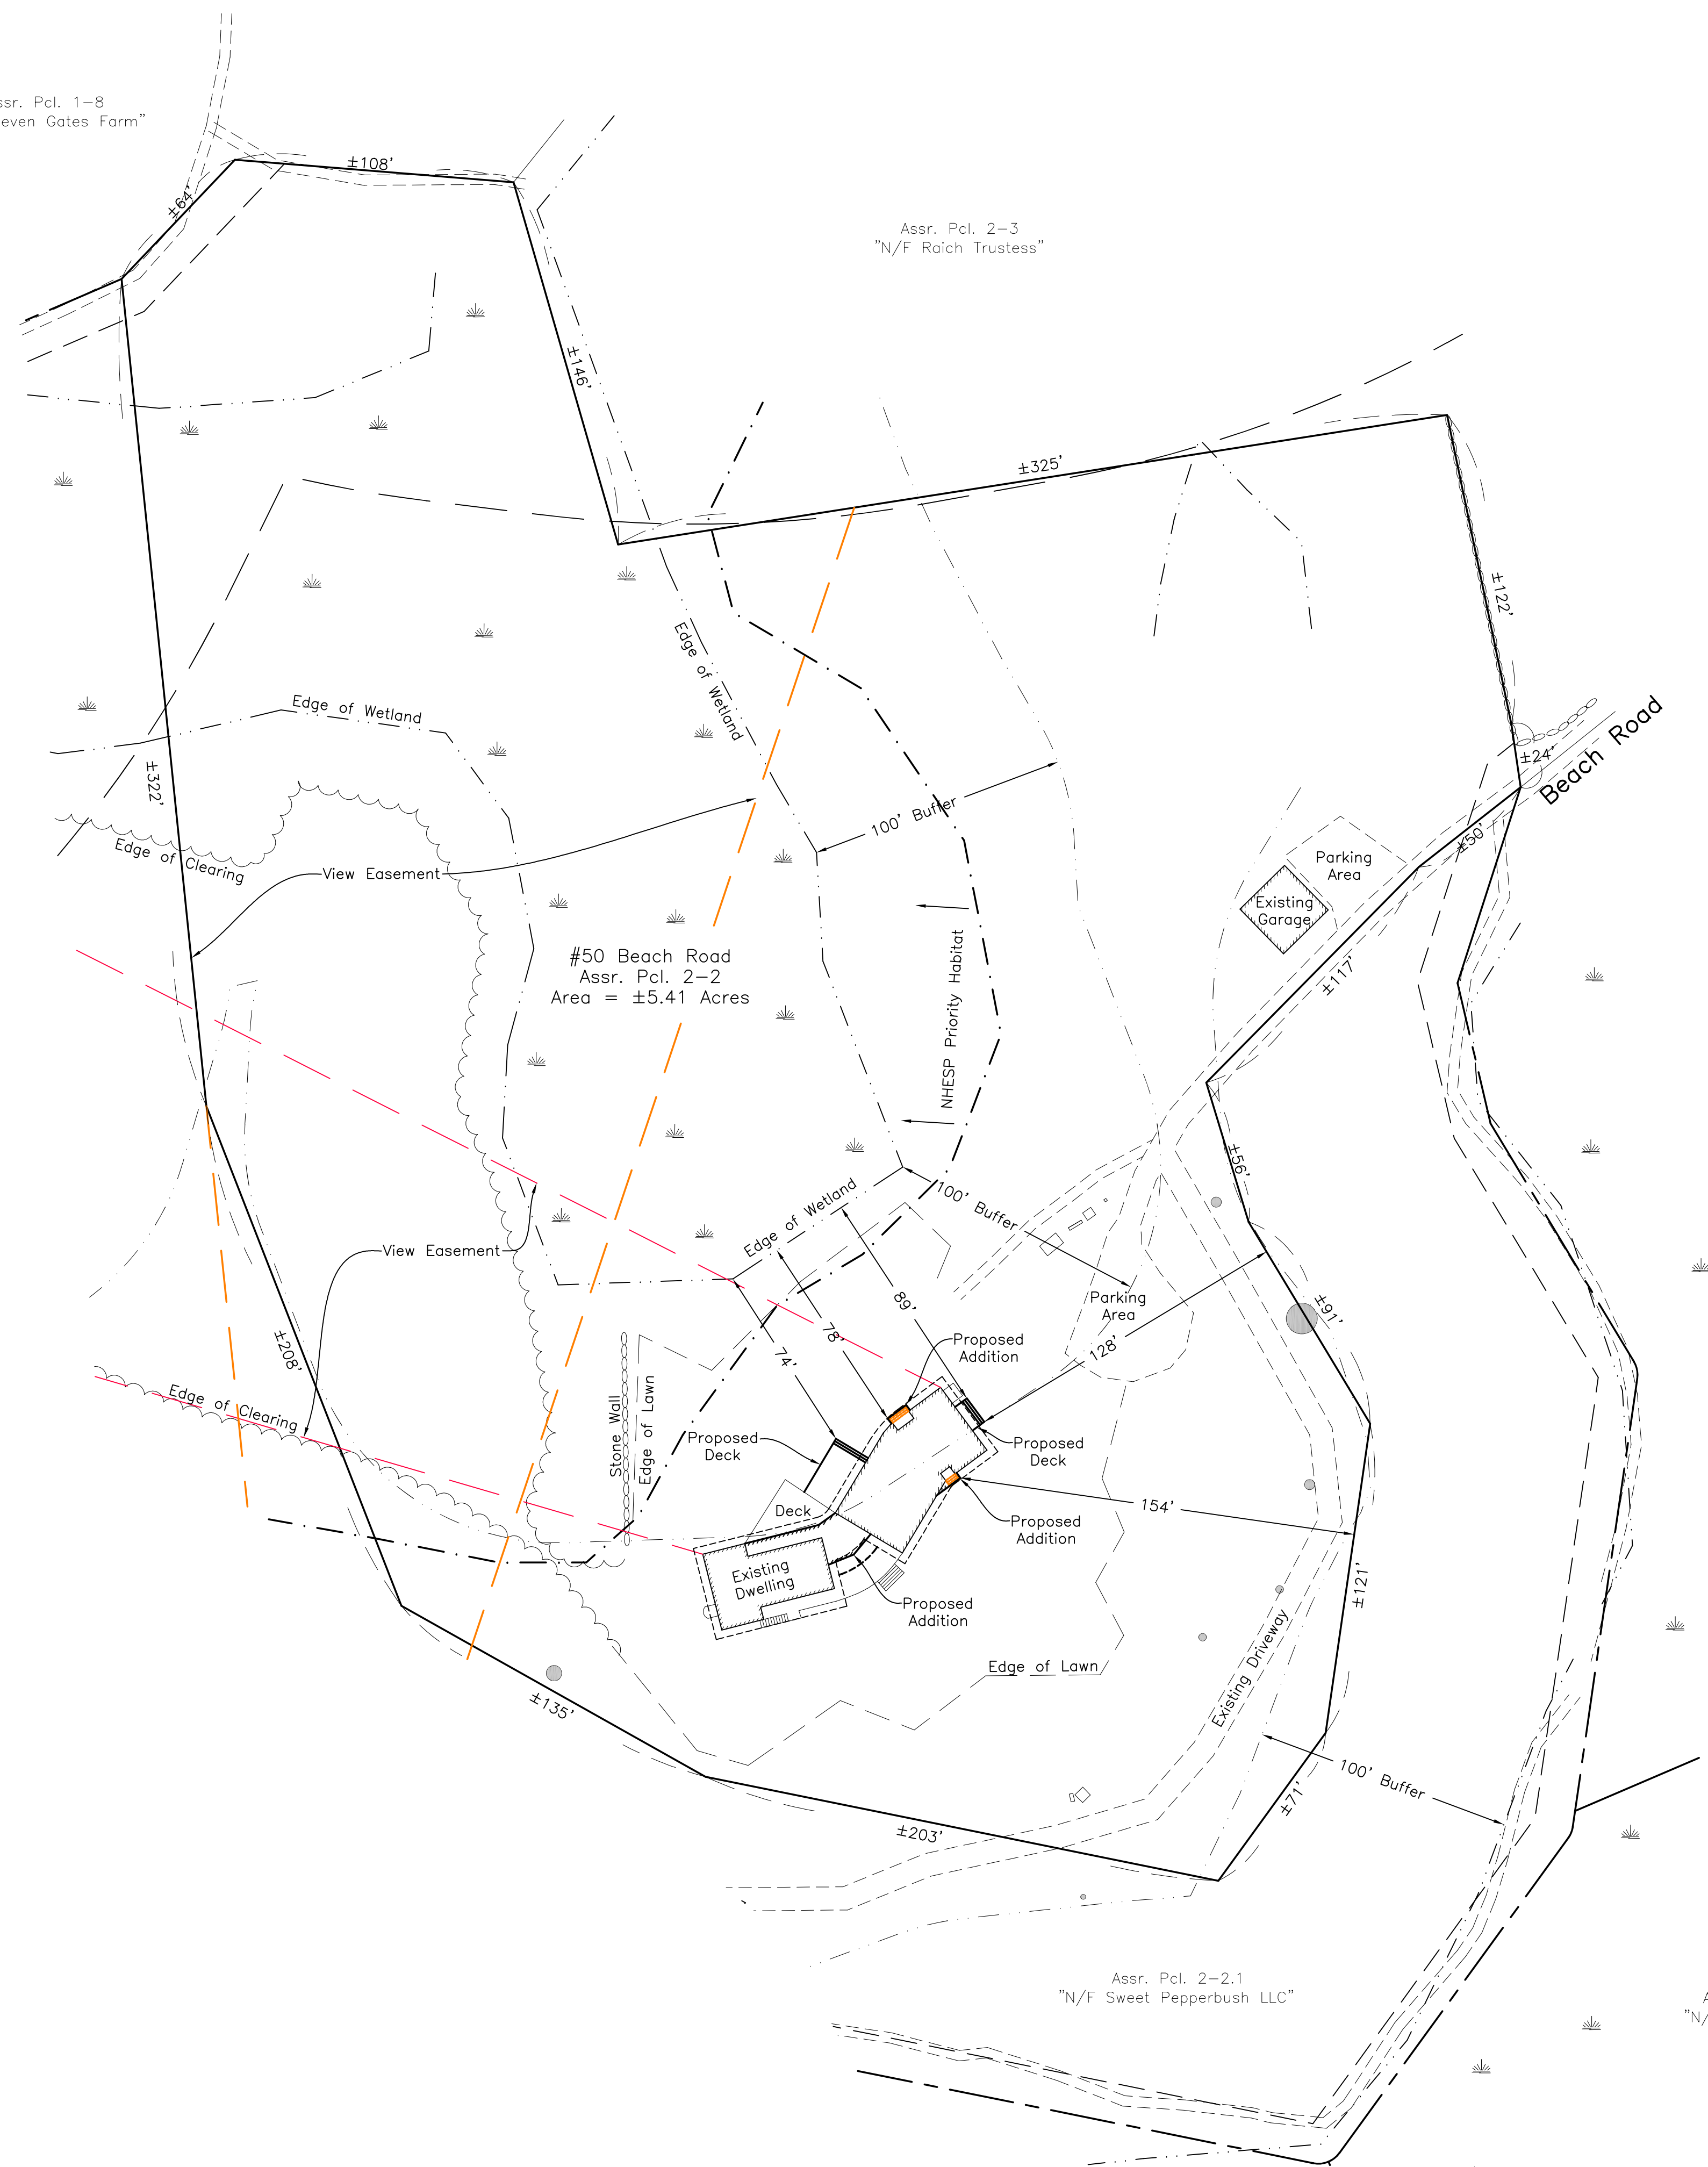 ssr. Pcl. 1-8
even Gates Farm"
±108'
±64'
Assr. Pcl. 2-3
"N/F Raich Trustess"
±146'
±325'
±122'
Edge of Wetland
Edge of Wetland
±24'
Beach Road
±322'
100' Buffer
±50'
Edge of Clearing
View Easement
Parking
Area
Existing
Garage
#50 Beach Road
Assr. Pcl. 2-2
Area = ±5.41 Acres
NHESP Priority Habitat
±117'
±56'
Edge of Wetland
100' Buffer
View Easement
89'
Parking
Area
±91'
78'
74'
128'
±208'
Proposed
Addition
Edge of Clearing
Stone Wall
Edge of Lawn
Proposed
Deck
Proposed
Deck
154'
Deck
Proposed
Addition
Existing
Dwelling
±121'
Proposed
Addition
Edge of Lawn
Existing Driveway
±135'
100' Buffer
±71'
±203'
Assr. Pcl. 2-2.1
"N/F Sweet Pepperbush LLC"
A
"N/